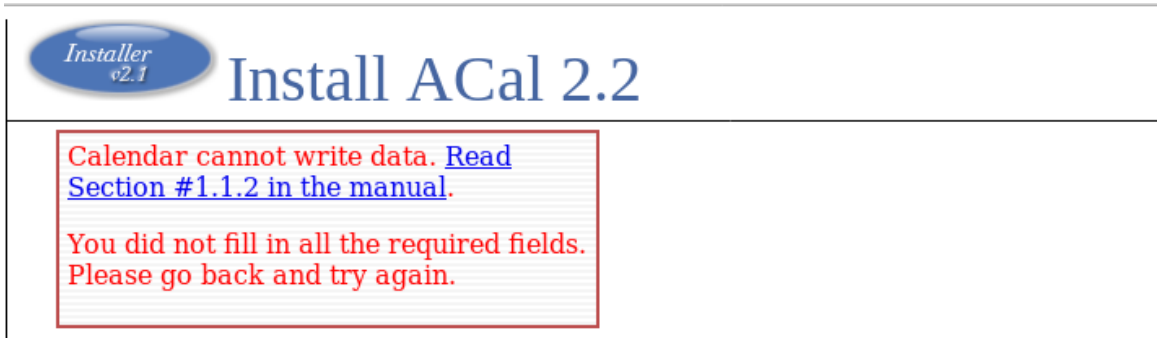 Installer
v2.1
Install ACal 2.2
Calendar cannot write data. Read
Section #1.1.2 in the manual.
You did not fill in all the required fields.
Please go back and try again.